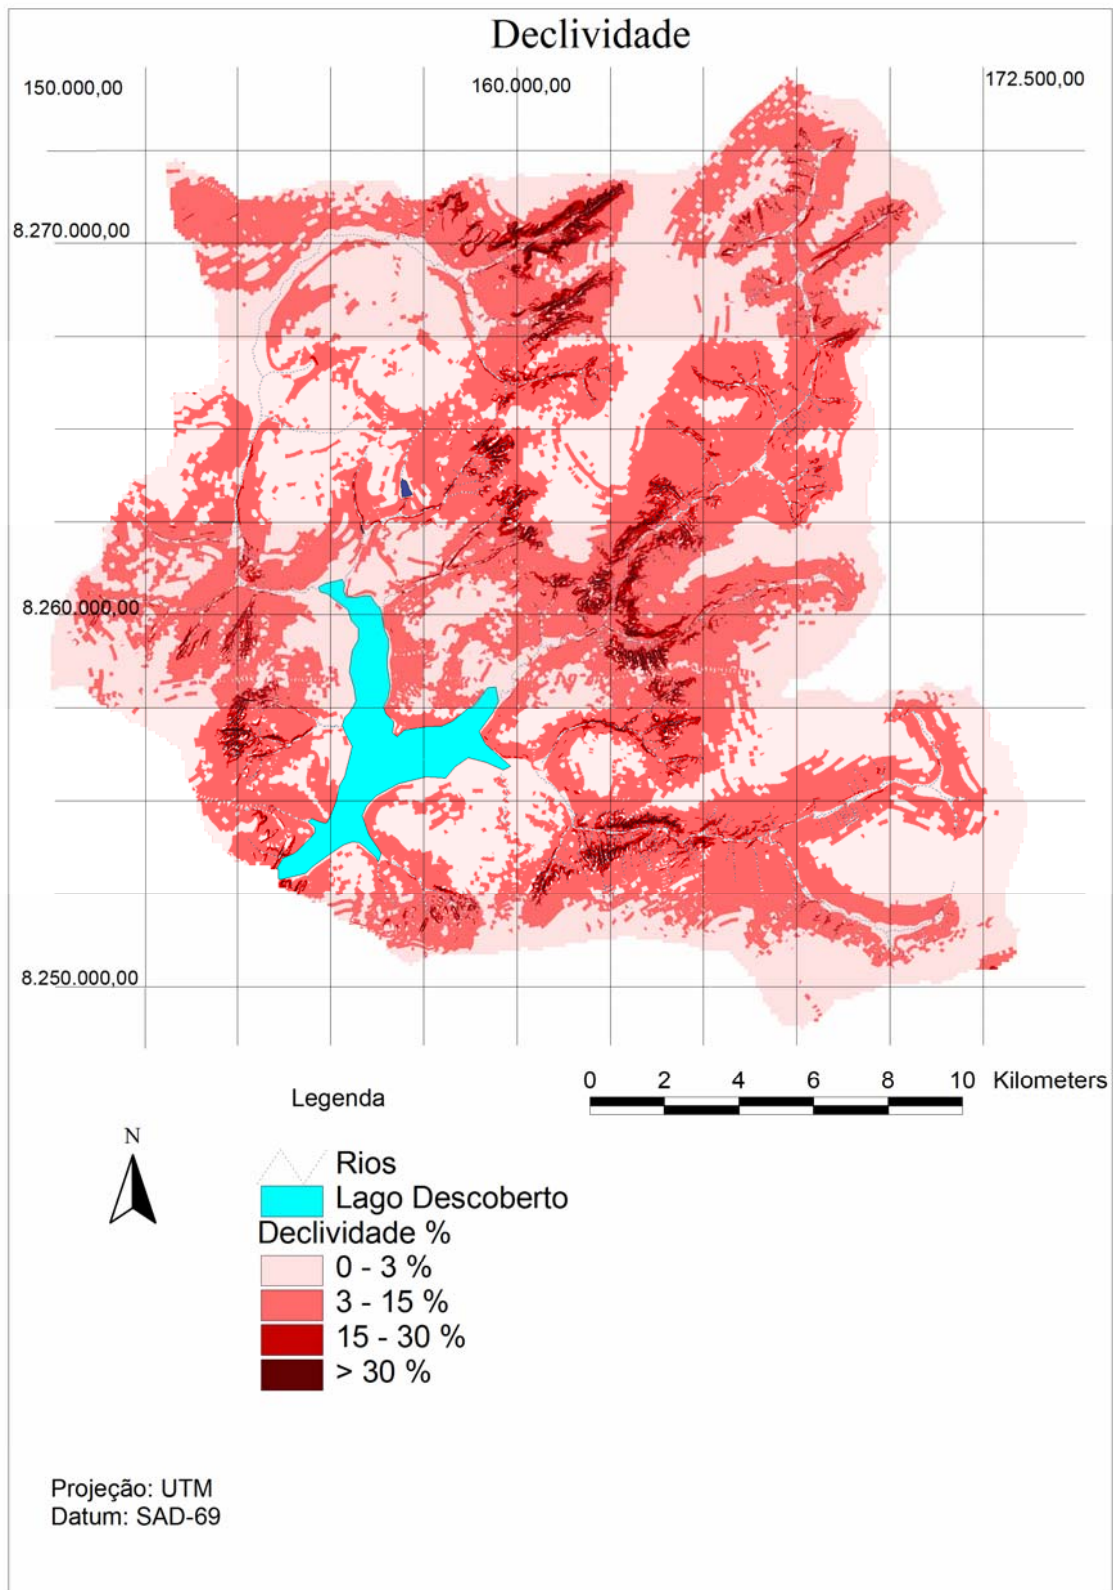 Declividade
150.000,00
160.000,00
172.500,00
8.270.000,00
8.260.000,00
8.250.000,00
0 2 4 6 8 10 Kilometers
Legenda
N
Rios
Lago Descoberto
Declividade %
0 - 3 %
3 - 15 %
15 - 30 %
> 30 %
Projeção: UTM
Datum: SAD-69